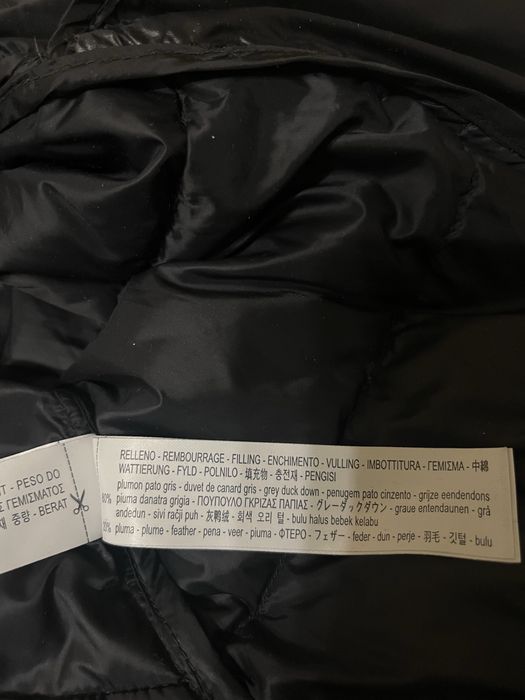 T - PESO DO
ΓΕΜΙΣΜΑΤΟΣ
중량 - BERAT
RELLENO - REMBOURRAGE - FILLING - ENCHIMENTO - VULLING - IMBOTTITURA - ΓΕΜΙΣΜΑ - 中綿
WATTIERUNG - FYLD - POLNILO - 填充物 - 충전재 - PENGISI
plumon pato gris - duvet de canard gris - grey duck down - penugem pato cinzento - grijze eendendons
80% piuma danatra grigia - ΠΟΥΠΟΥΛΟ ΓΚΡΙΖΑΣ ΠΑΠΙΑΣ - グレーダックダウン - graue entendaunen - grå
andedun - sivi račji puh - 灰鸭绒 - 회색 오리 털 - bulu halus bebek kelabu
20% pluma - plume - feather - pena - veer - piuma - ΦΤΕΡΟ - フェザー - feder - dun - perje - 羽毛 - 깃털 - bulu